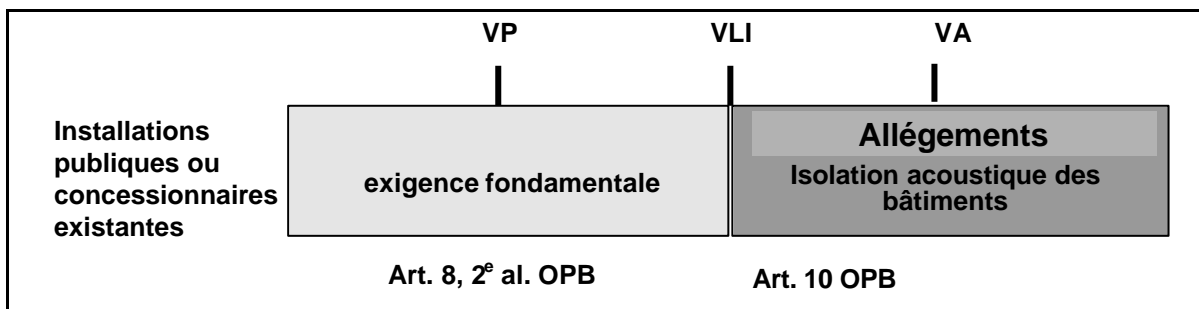 VP VLI VA
Installations
publiques ou
concessionnaires
existantes
exigence fondamentale
Allégements
Isolation acoustique des
bâtiments
Art. 8, 2e al. OPB
Art. 10 OPB